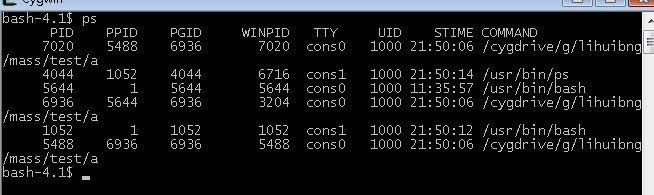 Cygwin
bash-4.1$ ps
PID PPID PGID WINPID TTY UID STIME COMMAND
7020 5488 6936 7020 cons0 1000 21:50:06 /cygdrive/g/lihuibng
/mass/test/a
4044 1052 4044 6716 cons1 1000 21:50:14 /usr/bin/ps
5644 1 5644 5644 cons0 1000 11:35:57 /usr/bin/bash
6936 5644 6936 3204 cons0 1000 21:50:06 /cygdrive/g/lihuibng
/mass/test/a
1052 1 1052 1052 cons1 1000 21:50:12 /usr/bin/bash
5488 6936 6936 5488 cons0 1000 21:50:06 /cygdrive/g/lihuibng
/mass/test/a
bash-4.1$